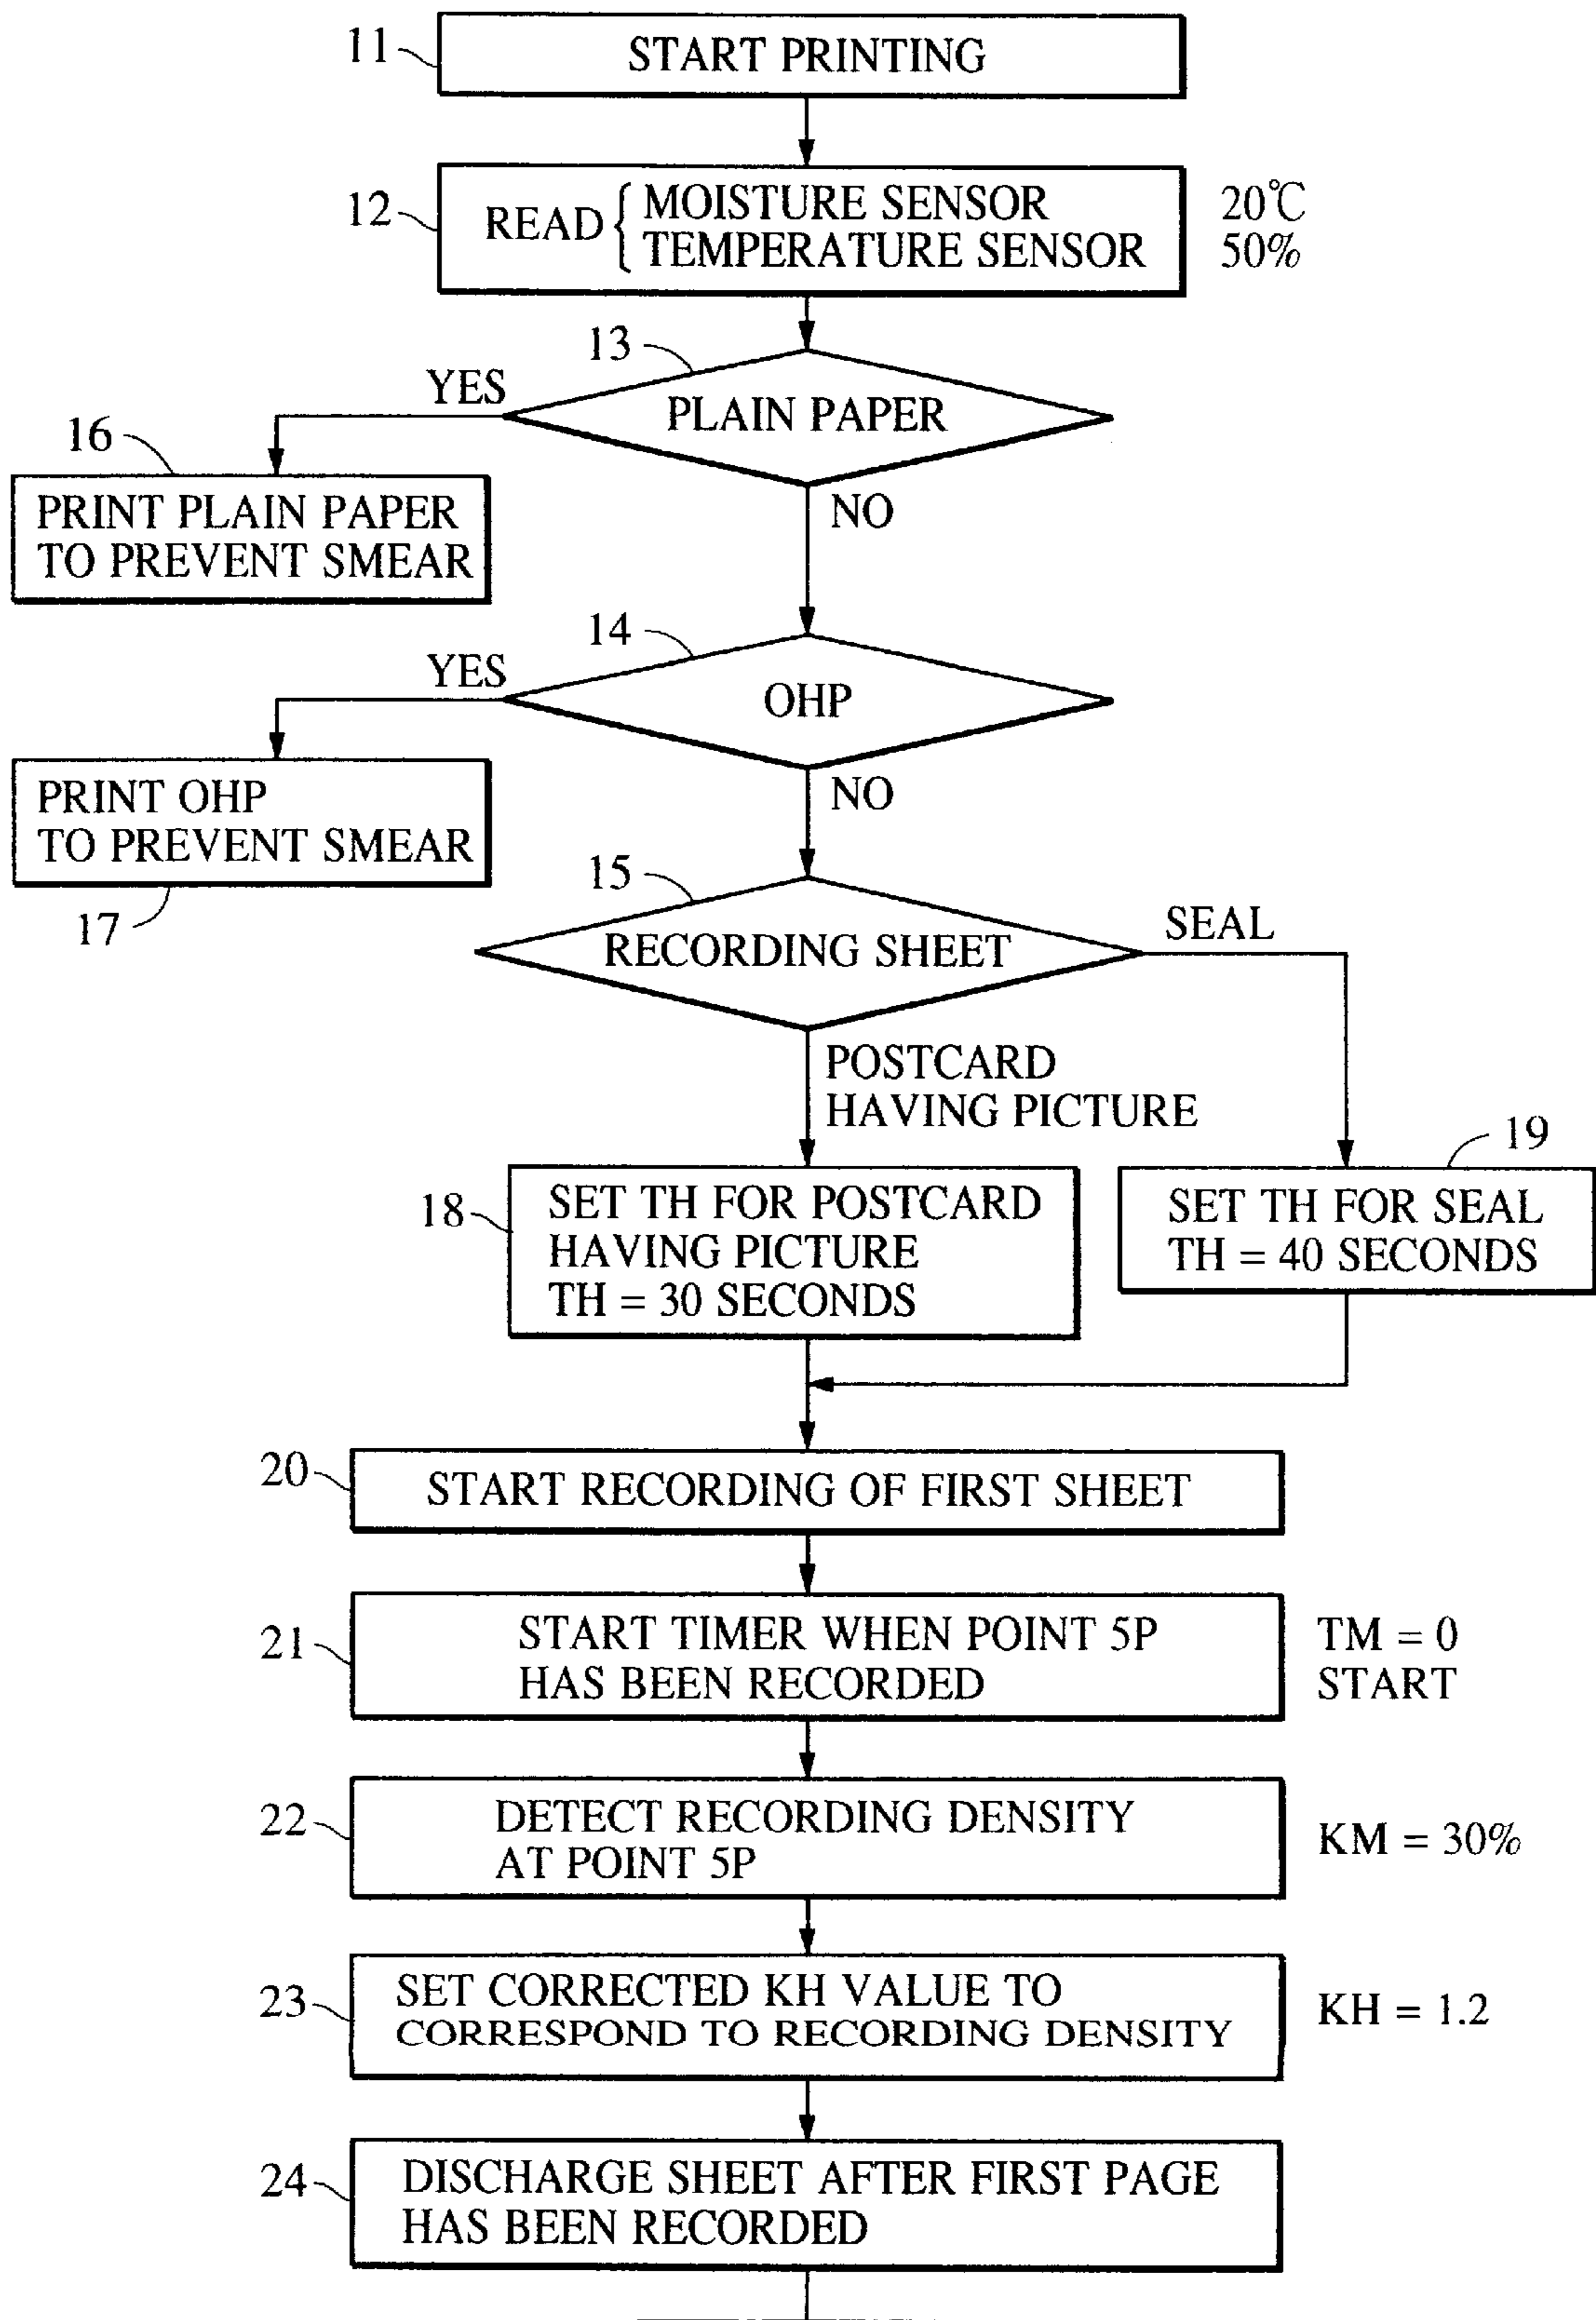 11
START PRINTING
12
READ { MOISTURE SENSOR
TEMPERATURE SENSOR
20℃
50%
13
PLAIN PAPER
YES
NO
16
PRINT PLAIN PAPER
TO PREVENT SMEAR
14
OHP
YES
NO
PRINT OHP
TO PREVENT SMEAR
17
15
RECORDING SHEET
SEAL
POSTCARD
HAVING PICTURE
18
SET TH FOR POSTCARD
HAVING PICTURE
TH = 30 SECONDS
19
SET TH FOR SEAL
TH = 40 SECONDS
20
START RECORDING OF FIRST SHEET
21
START TIMER WHEN POINT 5P
HAS BEEN RECORDED
TM = 0
START
22
DETECT RECORDING DENSITY
AT POINT 5P
KM = 30%
23
SET CORRECTED KH VALUE TO
CORRESPOND TO RECORDING DENSITY
KH = 1.2
24
DISCHARGE SHEET AFTER FIRST PAGE
HAS BEEN RECORDED